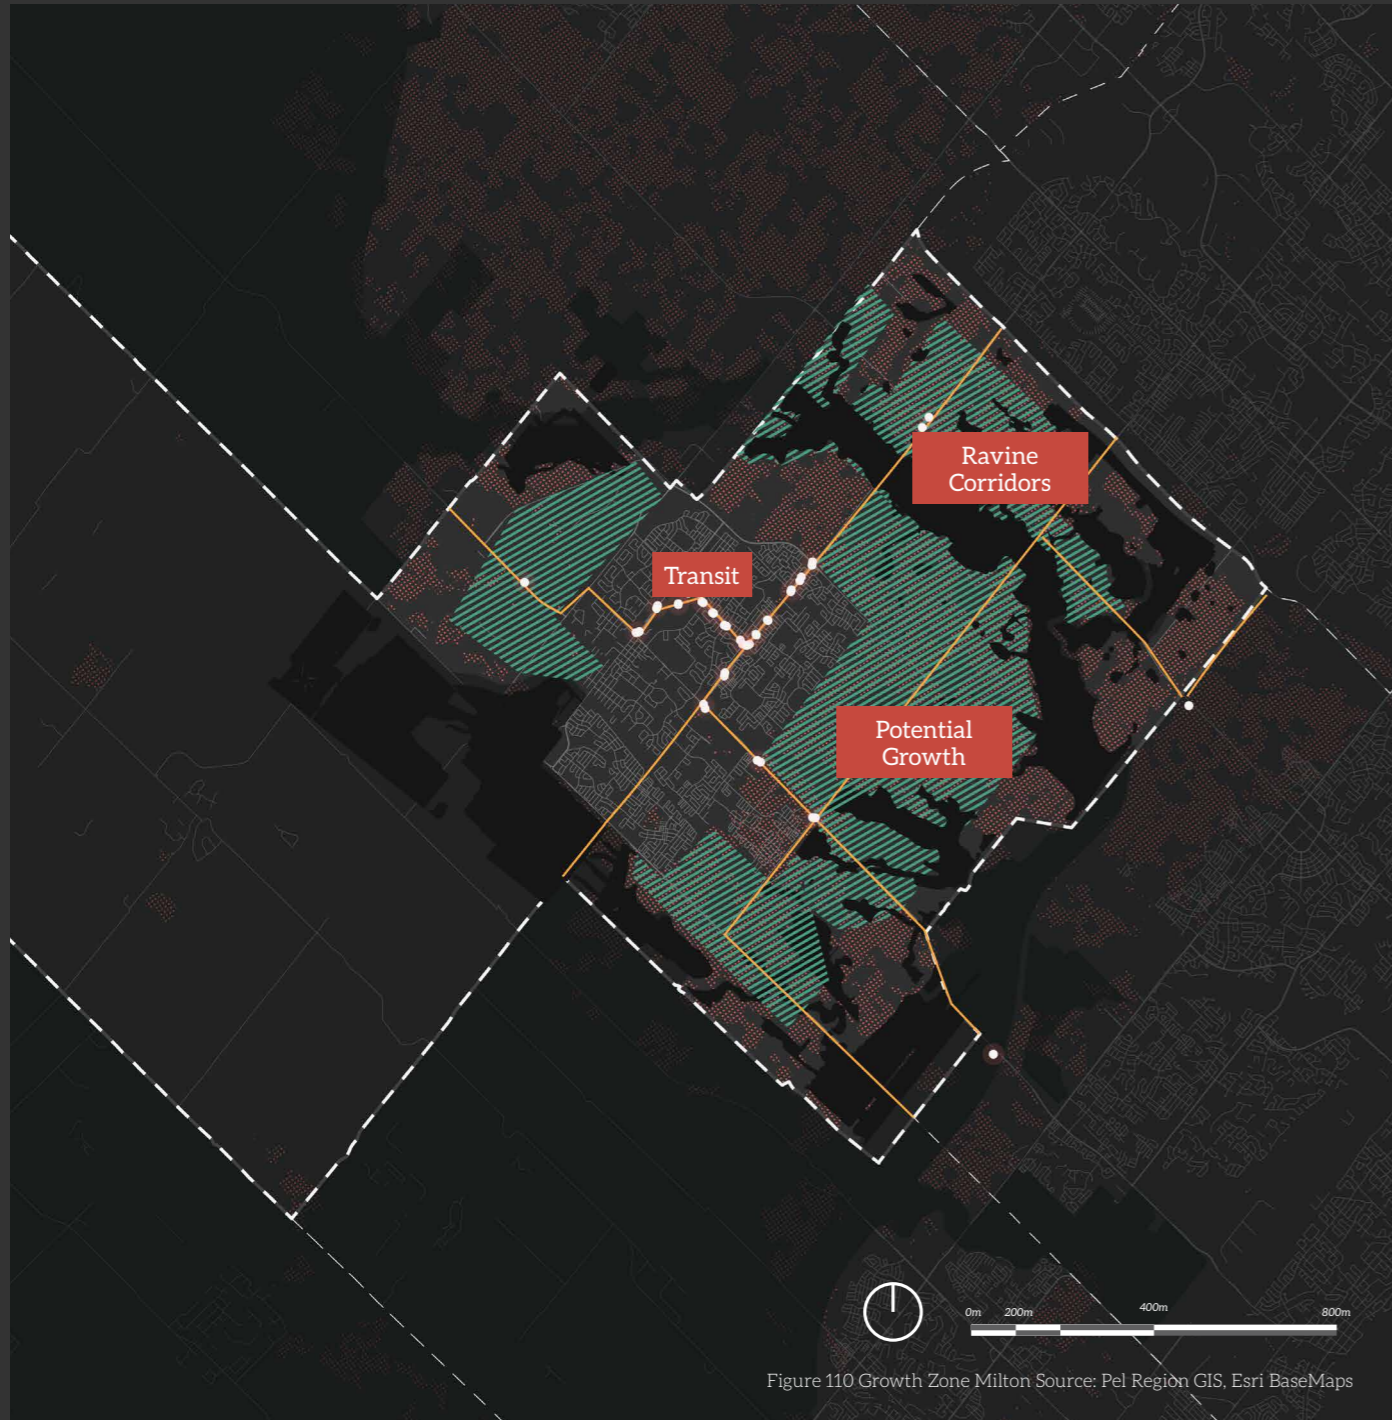 Ravine
Corridors
Transit
Potential
Growth
0m 200m 400m 800m
Figure 110 Growth Zone Milton Source: Pel Region GIS, Esri BaseMaps